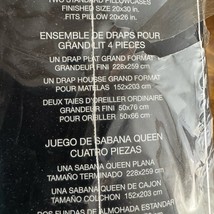 TWO STANDARD PILLOWCASES
FINISHED SIZE 20x30 in.
FITS PILLOW 20x26 in.
ENSEMBLE DE DRAPS POUR
GRAND LIT 4 PIÈCES
UN DRAP PLAT GRAND FORMAT
GRANDEUR FINI 228x259 cm
UN DRAP HOUSSE GRAND FORMAT
POUR MATELAS 152x203 cm
DEUX TAIES D'OREILLER ORDINAIRE
GRANDEUR FINI 50x76 cm
POUR OREILLER 50x66 cm
JUEGO DE SABANA QUEEN
CUATRO PIEZAS
UNA SABANA QUEEN PLANA
TAMAÑO TERMINADO 228x259 cm
UNA SABANA QUEEN DE CAJON
TAMAÑO COLCHON 152x203 cm
DOS FUNDAS DE ALMOHADA ESTANDAR